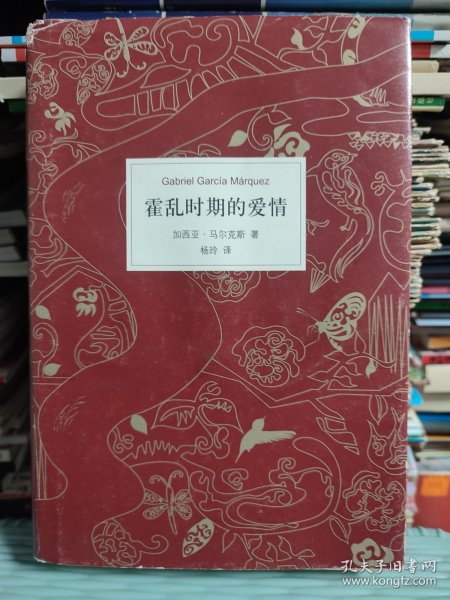 Gabriel García Márquez
霍乱时期的爱情
加西亚·马尔克斯 著
杨玲 译
孔夫子旧书网
www.kongfz.com